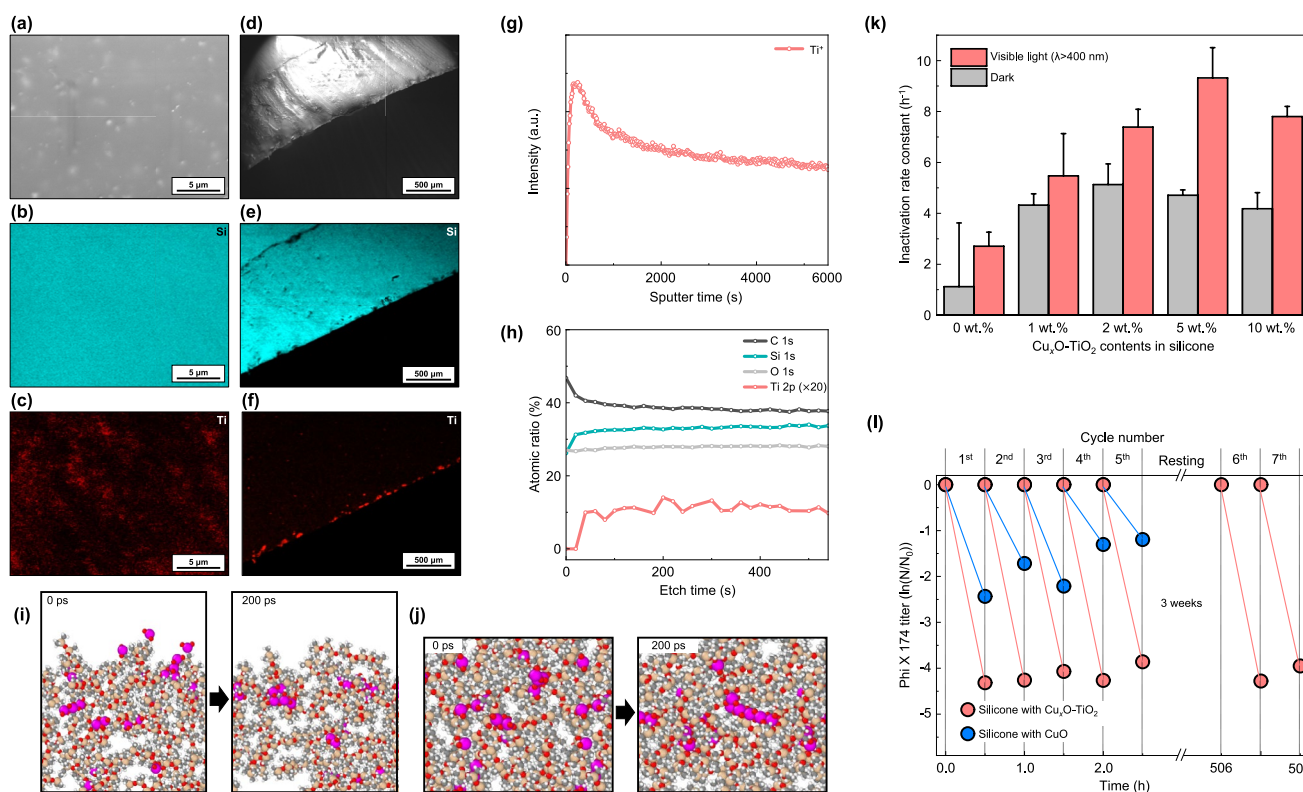 (a)
5 µm
(b)
Si
5 µm
(c)
Ti
5 µm
(d)
500 µm
(e)
Si
500 µm
(f)
Ti
500 µm
(g)
Ti⁺
Intensity (a.u.)
0 2000 4000 6000
Sputter time (s)
(h)
C 1s
Si 1s
O 1s
Ti 2p (×20)
Atomic ratio (%)
60
40
20
0
0 200 400
Etch time (s)
(i)
0 ps
200 ps
(j)
0 ps
200 ps
(k)
Visible light (λ>400 nm)
Dark
Inactivation rate constant (h⁻¹)
10
8
6
4
2
0
0 wt.% 1 wt.% 2 wt.% 5 wt.% 10 wt.%
CuₓO-TiO₂ contents in silicone
(l)
Cycle number
1ˢᵗ 2ⁿᵈ 3ʳᵈ 4ᵗʰ 5ᵗʰ Resting 6ᵗʰ 7ᵗʰ
Phi X 174 titer (ln(N/N₀))
0
-1
-2
-3
-4
-5
3 weeks
Silicone with CuₓO-TiO₂
Silicone with CuO
0.0 1.0 2.0 506
Time (h)